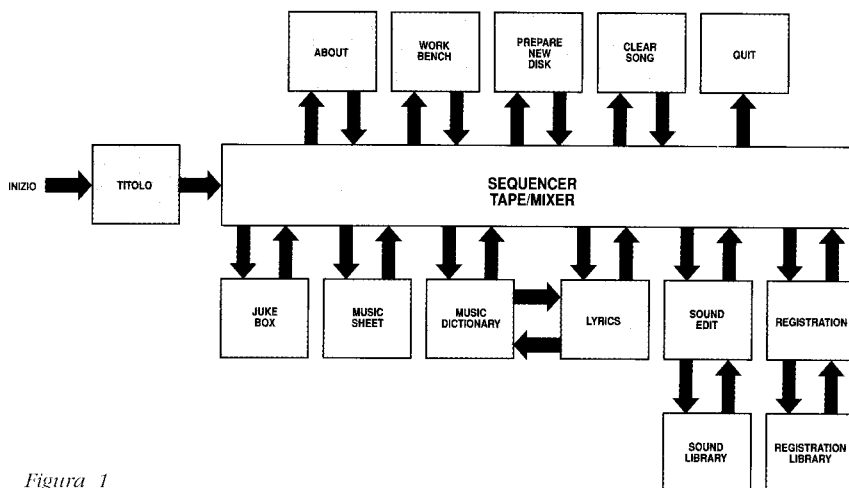 ABOUT
WORK
BENCH
PREPARE
NEW
DISK
CLEAR
SONG
QUIT
INIZIO
TITOLO
SEQUENCER
TAPE/MIXER
JUKE
BOX
MUSIC
SHEET
MUSIC
DICTIONARY
LYRICS
SOUND
EDIT
REGISTRATION
SOUND
LIBRARY
REGISTRATION
LIBRARY
Figura 1